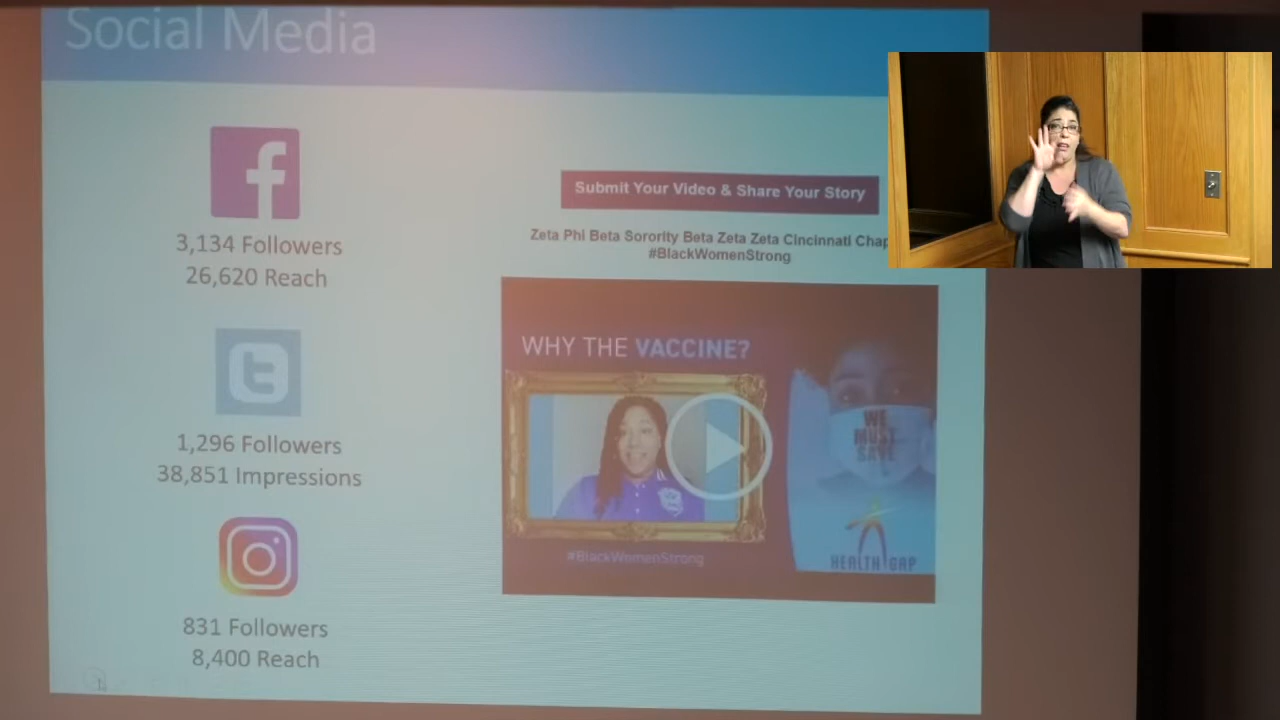 Social Media
3,134 Followers
26,620 Reach
1,296 Followers
38,851 Impressions
831 Followers
8,400 Reach
Submit Your Video & Share Your Story
Zeta Phi Beta Sorority Beta Zeta Zeta Cincinnati Chap
#BlackWomenStrong
WHY THE VACCINE?
WE
MUST
SAVE
#BlackWomenStrong
HEALTH GAP